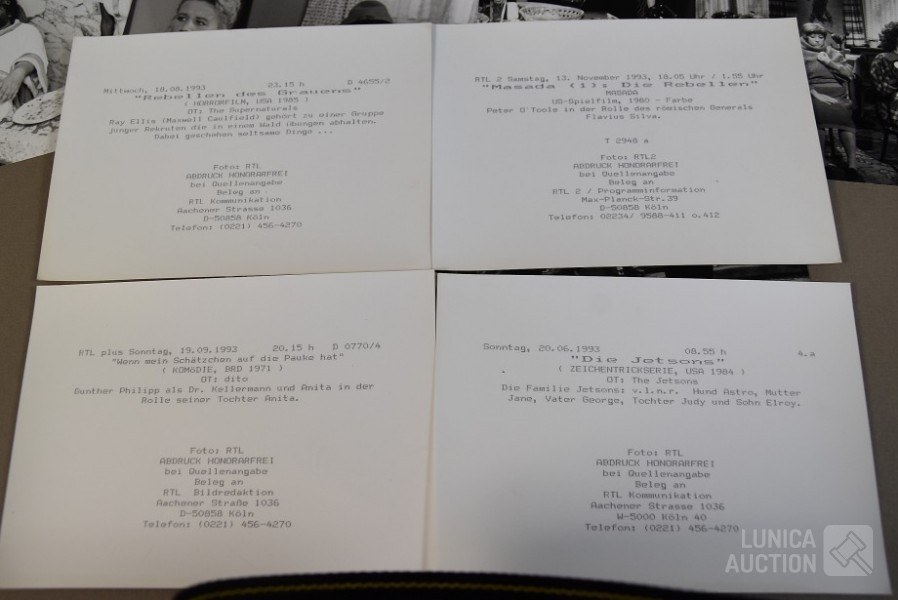 Mittwoch, 18.08.1993 23.15 h D 4655/2
"Rebellen des Grauens"
( HORRORFILM, USA 1985 )
OT: The Supernaturals
Ray Ellis (Maxwell Caulfield) gehört zu einer Gruppe
junger Rekruten die in einem Wald Übungen abhalten.
Dabei geschehen seltsame Dinge ...
Foto: RTL
ABDRUCK HONORARFREI
bei Quellenangabe
Beleg an
RTL Kommunikation
Aachener Strasse 1036
D-50858 Köln
Telefon: (0221) 456-4270
RTL 2 Samstag, 13. November 1993, 18.05 Uhr / 1.55 Uhr
"Masada (1): Die Rebellen"
MASADA
US-Spielfilm, 1980 - Farbe
Peter O'Toole in der Rolle des römischen Generals
Flavius Silva.
T 2948 a
Foto: RTL2
ABDRUCK HONORARFREI
bei Quellenangabe
Beleg an
RTL 2 / Programminformation
Max-Planck-Str.39
D-50858 Köln
Telefon: 02234/ 9588-411 o.412
RTL plus Sonntag, 19.09.1993 20.15 h D 0770/4
"Wenn mein Schätzchen auf die Pauke hat"
( KOMöDIE, BRD 1971 )
OT: dito
Gunther Philipp als Dr. Kellermann und Anita in der
Rolle seiner Tochter Anita.
Foto: RTL
ABDRUCK HONORARFREI
bei Quellenangabe
Beleg an
RTL Bildredaktion
Aachener Straße 1036
D-50858 Köln
Telefon: (0221) 456-4270
Sonntag, 20.06.1993 08.55 h 4.a
"Die Jetsons"
( ZEICHENTRICKSERIE, USA 1984 )
OT: The Jetsons
Die Familie Jetsons: v.l.n.r. Hund Astro, Mutter
Jane, Vater George, Tochter Judy und Sohn Elroy.
Foto: RTL
ABDRUCK HONORARFREI
bei Quellenangabe
Beleg an
RTL Kommunikation
Aachener Strasse 1036
W-5000 Köln 40
Telefon: (0221) 456-4270
LUNICA
AUCTION